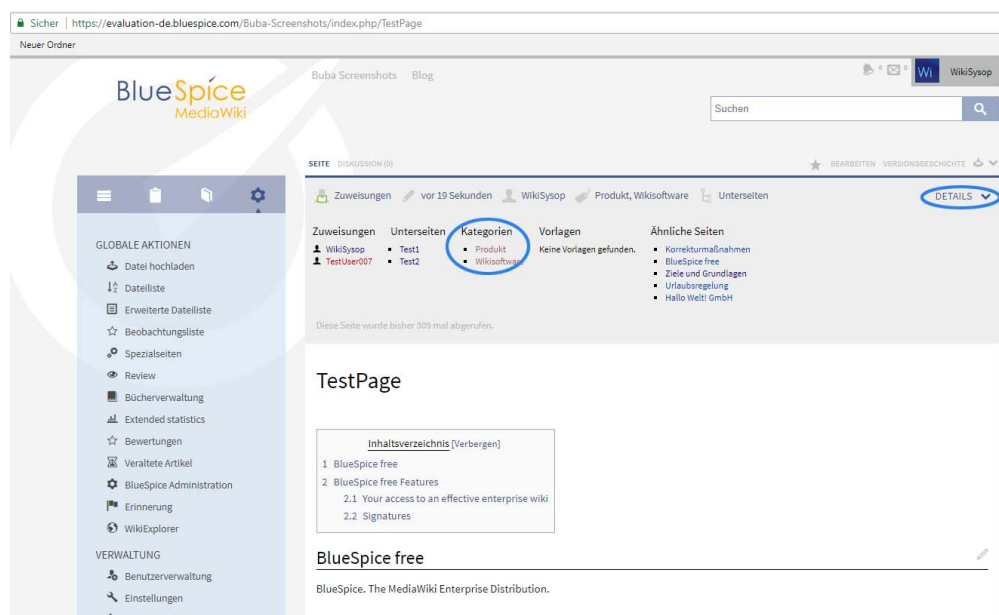 Sicher | https://evaluation-de.bluespice.com/Buba-Screenshots/index.php/TestPage
Neuer Ordner
BlueSpice
MediaWiki
Buba Screenshots Blog
0 0 Wi WikiSysop
Suchen
SEITE DISKUSSION (0) BEARBEITEN VERSIONSGESCHICHTE
Zuweisungen vor 19 Sekunden WikiSysop Produkt, Wikisoftware Unterseiten DETAILS
Zuweisungen Unterseiten Kategorien Vorlagen Ähnliche Seiten
WikiSysop Test1 Produkt Keine Vorlagen gefunden. Korrekturmaßnahmen
TestUser007 Test2 Wikisoftware BlueSpice free
Ziele und Grundlagen
Urlaubsregelung
Hallo Welt! GmbH
Diese Seite wurde bisher 309 mal abgerufen.
GLOBALE AKTIONEN
Datei hochladen
Dateiliste
Erweiterte Dateiliste
Beobachtungsliste
Spezialseiten
Review
Bücherverwaltung
Extended statistics
Bewertungen
Veraltete Artikel
BlueSpice Administration
Erinnerung
WikiExplorer
VERWALTUNG
Benutzerverwaltung
Einstellungen
TestPage
Inhaltsverzeichnis [Verbergen]
1 BlueSpice free
2 BlueSpice free Features
2.1 Your access to an effective enterprise wiki
2.2 Signatures
BlueSpice free
BlueSpice. The MediaWiki Enterprise Distribution.